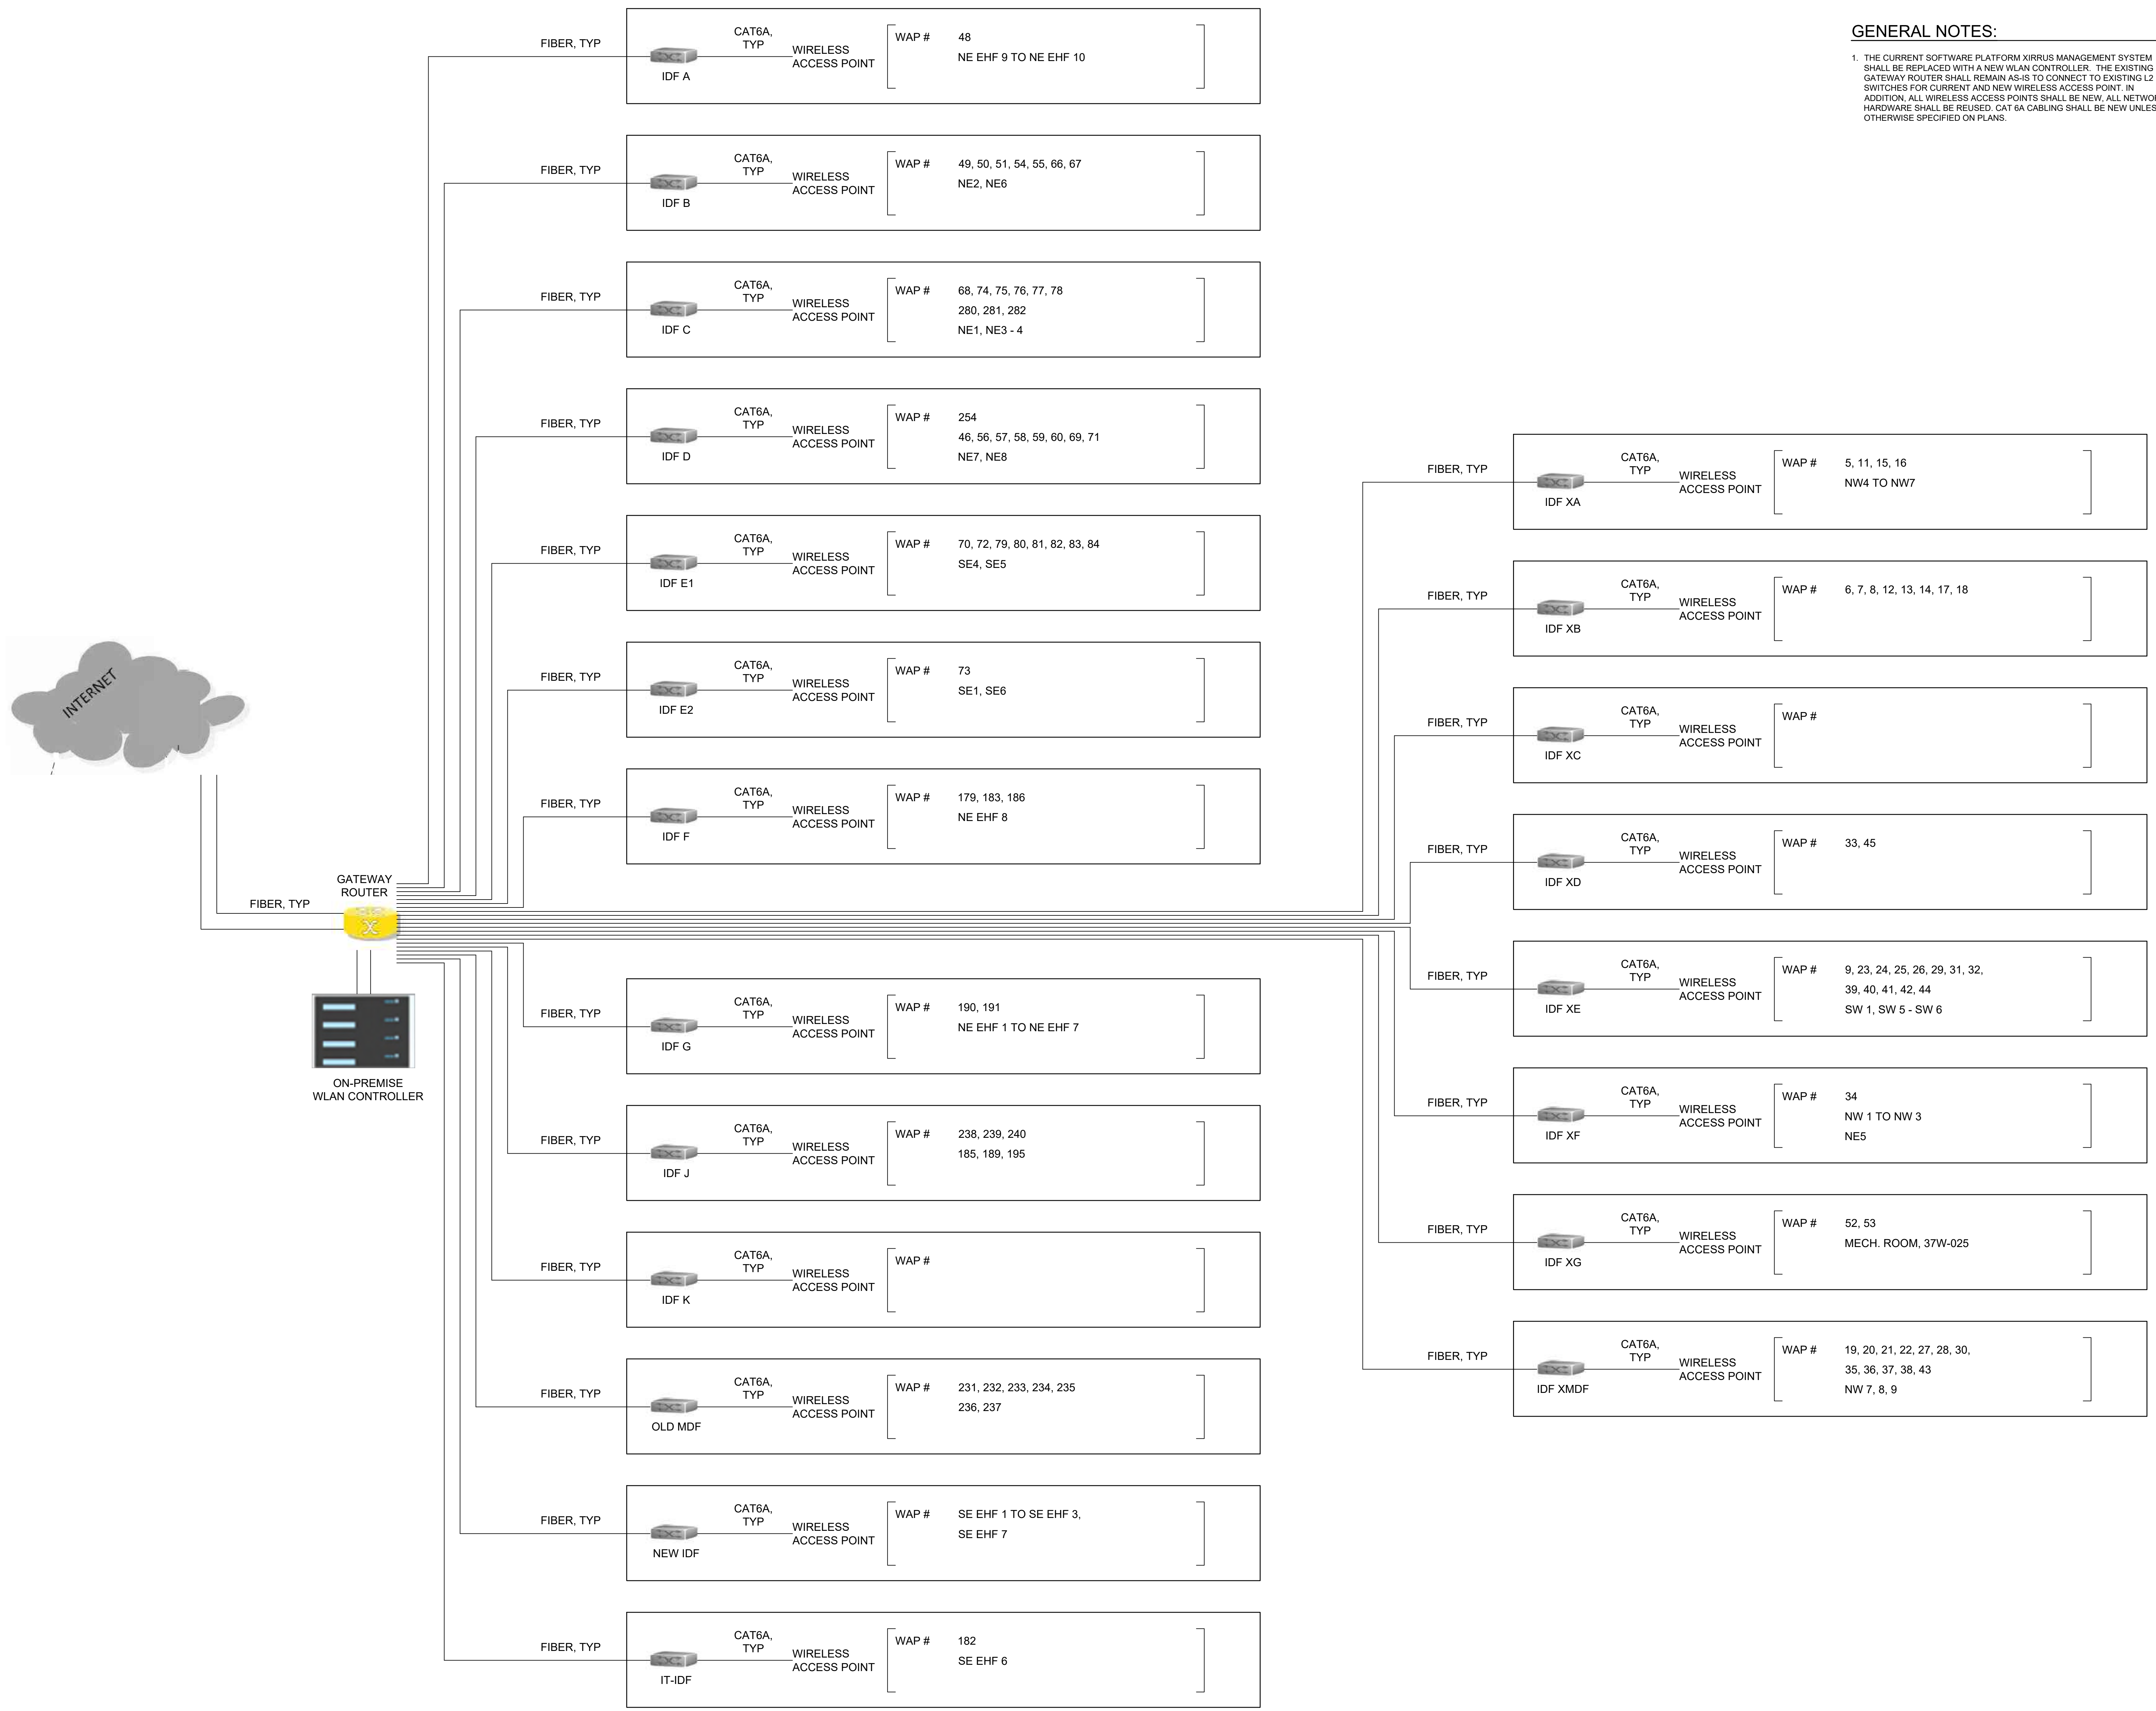 GENERAL NOTES:
1. THE CURRENT SOFTWARE PLATFORM XIRRUS MANAGEMENT SYSTEM
SHALL BE REPLACED WITH A NEW WLAN CONTROLLER. THE EXISTING
GATEWAY ROUTER SHALL REMAIN AS-IS TO CONNECT TO EXISTING L2
SWITCHES FOR CURRENT AND NEW WIRELESS ACCESS POINT. IN
ADDITION, ALL WIRELESS ACCESS POINTS SHALL BE NEW, ALL
HARDWARE SHALL BE REUSED. CAT 6A CABLING SHALL BE NEW
OTHERWISE SPECIFIED ON PLANS.
INTERNET
FIBER, TYP
GATEWAY
ROUTER
ON-PREMISE
WLAN CONTROLLER
FIBER, TYP
IDF A
CAT6A,
TYP
WIRELESS
ACCESS POINT
WAP # 48
NE EHF 9 TO NE EHF 10
FIBER, TYP
IDF B
CAT6A,
TYP
WIRELESS
ACCESS POINT
WAP # 49, 50, 51, 54, 55, 66, 67
NE2, NE6
FIBER, TYP
IDF C
CAT6A,
TYP
WIRELESS
ACCESS POINT
WAP # 68, 74, 75, 76, 77, 78
280, 281, 282
NE1, NE3 - 4
FIBER, TYP
IDF D
CAT6A,
TYP
WIRELESS
ACCESS POINT
WAP # 254
46, 56, 57, 58, 59, 60, 69, 71
NE7, NE8
FIBER, TYP
IDF E1
CAT6A,
TYP
WIRELESS
ACCESS POINT
WAP # 70, 72, 79, 80, 81, 82, 83, 84
SE4, SE5
FIBER, TYP
IDF E2
CAT6A,
TYP
WIRELESS
ACCESS POINT
WAP # 73
SE1, SE6
FIBER, TYP
IDF F
CAT6A,
TYP
WIRELESS
ACCESS POINT
WAP # 179, 183, 186
NE EHF 8
FIBER, TYP
IDF G
CAT6A,
TYP
WIRELESS
ACCESS POINT
WAP # 190, 191
NE EHF 1 TO NE EHF 7
FIBER, TYP
IDF J
CAT6A,
TYP
WIRELESS
ACCESS POINT
WAP # 238, 239, 240
185, 189, 195
FIBER, TYP
IDF K
CAT6A,
TYP
WIRELESS
ACCESS POINT
WAP #
FIBER, TYP
OLD MDF
CAT6A,
TYP
WIRELESS
ACCESS POINT
WAP # 231, 232, 233, 234, 235
236, 237
FIBER, TYP
NEW IDF
CAT6A,
TYP
WIRELESS
ACCESS POINT
WAP # SE EHF 1 TO SE EHF 3,
SE EHF 7
FIBER, TYP
IT-IDF
CAT6A,
TYP
WIRELESS
ACCESS POINT
WAP # 182
SE EHF 6
FIBER, TYP
IDF XA
CAT6A,
TYP
WIRELESS
ACCESS POINT
WAP # 5, 11, 15, 16
NW4 TO NW7
FIBER, TYP
IDF XB
CAT6A,
TYP
WIRELESS
ACCESS POINT
WAP # 6, 7, 8, 12, 13, 14, 17, 18
FIBER, TYP
IDF XC
CAT6A,
TYP
WIRELESS
ACCESS POINT
WAP #
FIBER, TYP
IDF XD
CAT6A,
TYP
WIRELESS
ACCESS POINT
WAP # 33, 45
FIBER, TYP
IDF XE
CAT6A,
TYP
WIRELESS
ACCESS POINT
WAP # 9, 23, 24, 25, 26, 29, 31, 32,
39, 40, 41, 42, 44
SW 1, SW 5 - SW 6
FIBER, TYP
IDF XF
CAT6A,
TYP
WIRELESS
ACCESS POINT
WAP # 34
NW 1 TO NW 3
NE5
FIBER, TYP
IDF XG
CAT6A,
TYP
WIRELESS
ACCESS POINT
WAP # 52, 53
MECH. ROOM, 37W-025
FIBER, TYP
IDF XMDF
CAT6A,
TYP
WIRELESS
ACCESS POINT
WAP # 19, 20, 21, 22, 27, 28, 30,
35, 36, 37, 38, 43
NW 7, 8, 9